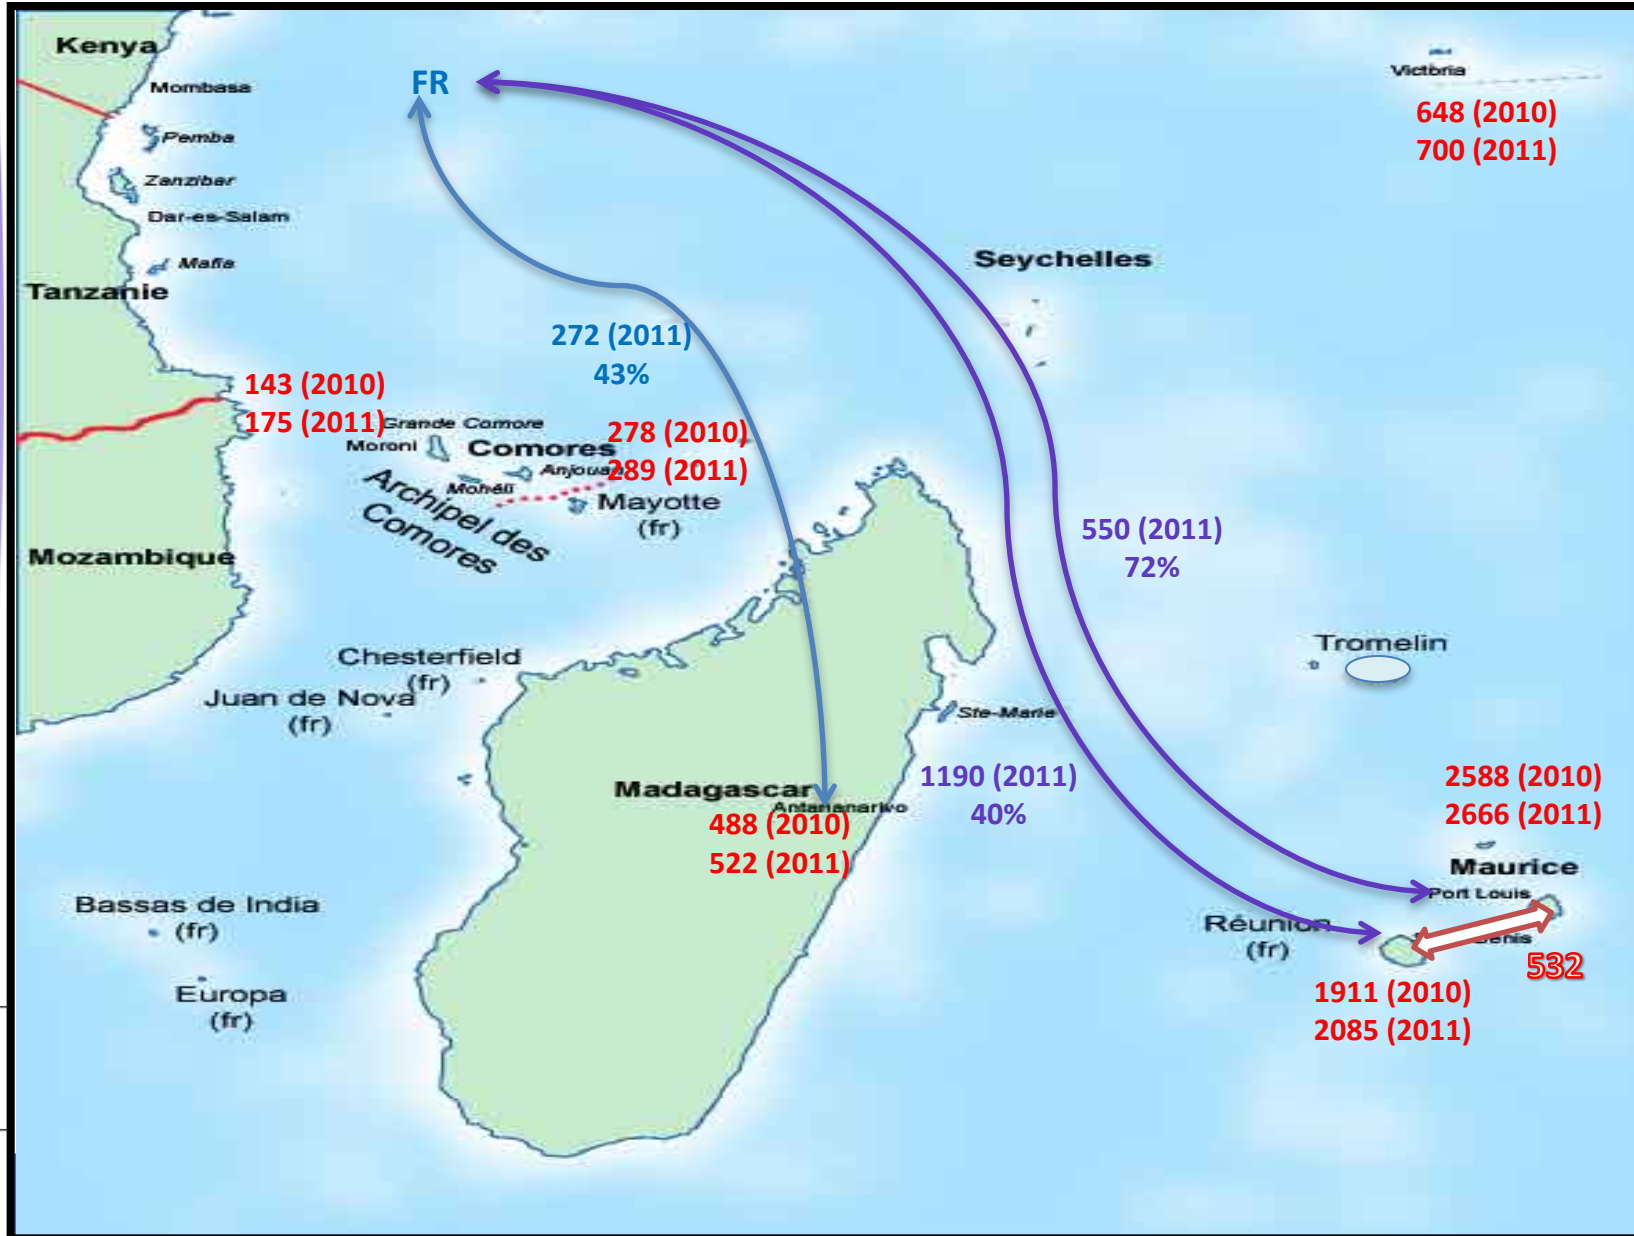 Kenya
Mombasa
Pemba
Zanzibar
Dar-es-Salam
Mafia
Tanzanie
FR
Victoria
648 (2010)
700 (2011)
Seychelles
272 (2011)
43%
143 (2010)
175 (2011)
Grande Comore
Moroni
Comores
278 (2010)
289 (2011)
Anjouan
Mohéli
Mayotte
(fr)
Archipel des
Comores
Mozambique
550 (2011)
72%
Tromelin
Chesterfield
(fr)
Juan de Nova
(fr)
Ste-Marie
Madagascar
Antananarivo
488 (2010)
522 (2011)
1190 (2011)
40%
2588 (2010)
2666 (2011)
Maurice
Port Louis
Bassas de India
(fr)
Réunion
(fr)
Denis
532
Europa
(fr)
1911 (2010)
2085 (2011)